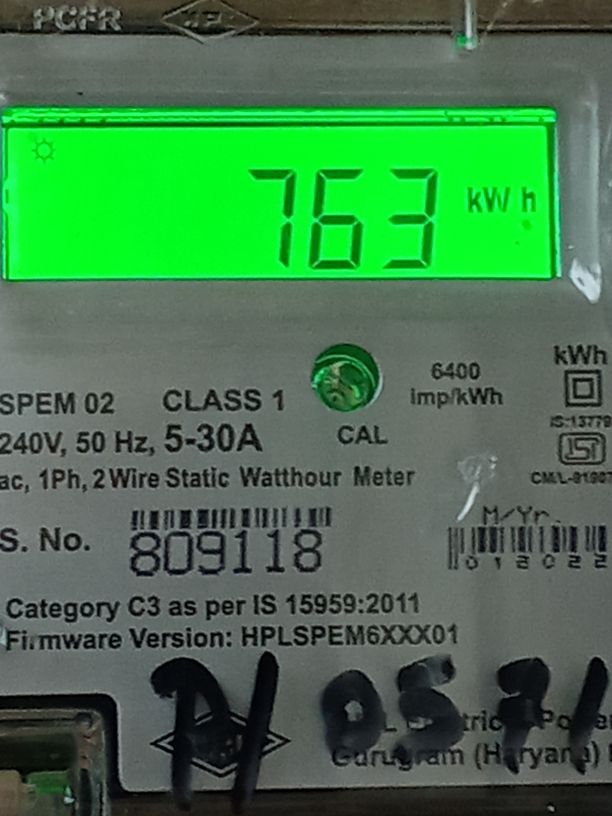 PCFR
763 kWh
6400
imp/kWh
kWh
SPEM 02 CLASS 1
CAL
IS:13779
240V, 50 Hz, 5-30A
ac, 1Ph, 2 Wire Static Watthour Meter
M/Yr.
S. No. 809118
012022
Category C3 as per IS 15959:2011
Firmware Version: HPLSPEM6XXX01
Gurugram (Haryana)